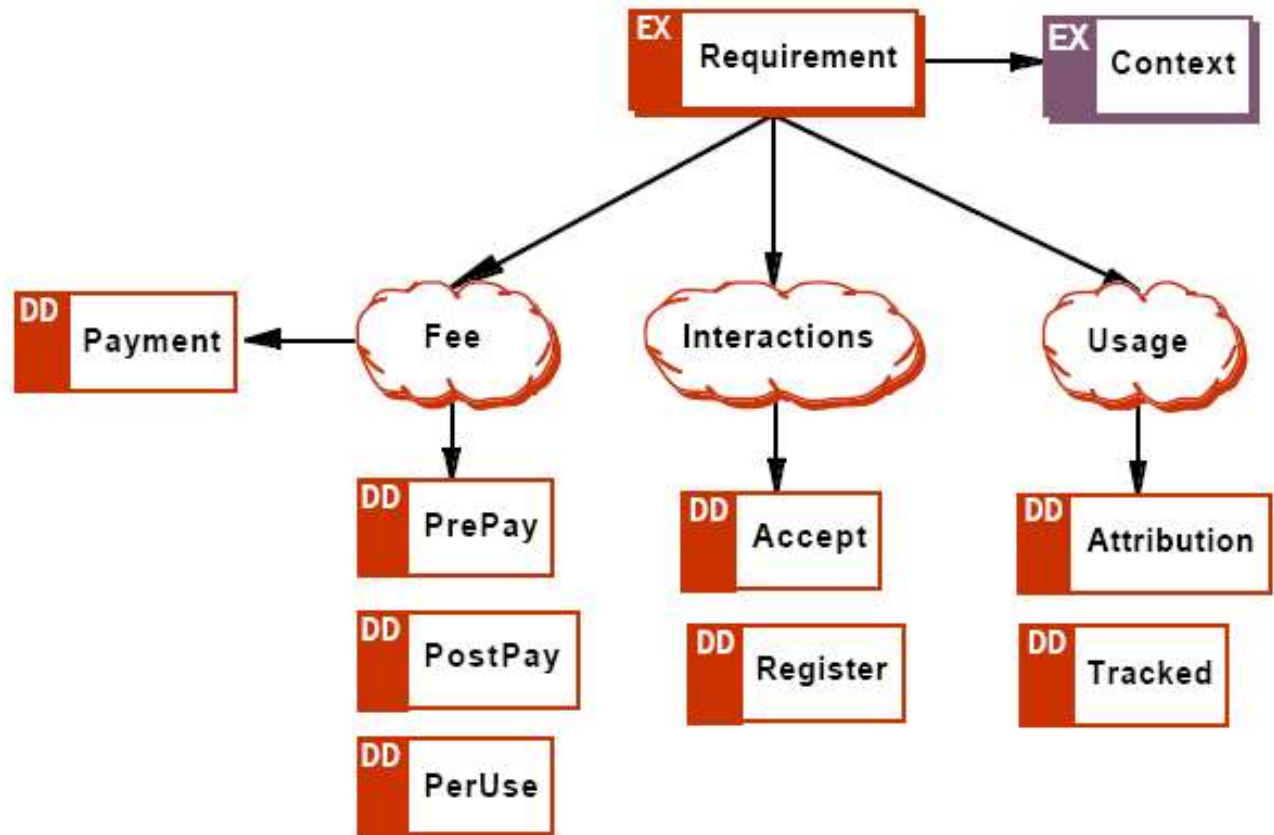 EX Requirement
EX Context
DD Payment
Fee
Interactions
Usage
DD PrePay
DD Accept
DD Attribution
DD PostPay
DD Register
DD Tracked
DD PerUse